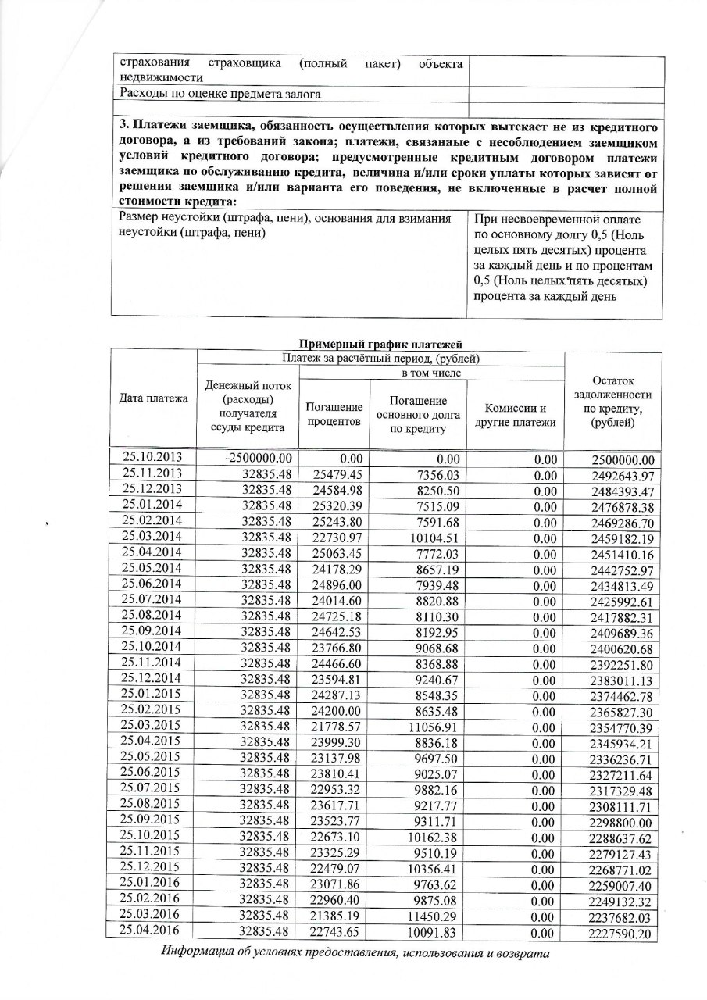 страхования страховщика (полный пакет) объекта
недвижимости
Расходы по оценке предмета залога
3. Платежи заемщика, обязанность осуществления которых вытекает не из кредитного
договора, а из требований закона; платежи, связанные с несоблюдением заемщиком
условий кредитного договора; предусмотренные кредитным договором платежи
заемщика по обслуживанию кредита, величина и/или сроки уплаты которых зависят от
решения заемщика и/или варианта его поведения, не включенные в расчет полной
стоимости кредита:
Размер неустойки (штрафа, пени), основания для взимания
неустойки (штрафа, пени)
При несвоевременной оплате
по основному долгу 0,5 (Ноль
целых пять десятых) процента
за каждый день и по процентам
0,5 (Ноль целых пять десятых)
процента за каждый день
Примерный график платежей
Дата платежа
Платеж за расчётный период, (рублей)
Денежный поток
(расходы)
получателя
ссуды кредита
в том числе
Погашение
процентов
Погашение
основного долга
по кредиту
Комиссии и
другие платежи
Остаток
задолженности
по кредиту,
(рублей)
25.10.2013 -2500000.00 0.00 0.00 0.00 2500000.00
25.11.2013 32835.48 25479.45 7356.03 0.00 2492643.97
25.12.2013 32835.48 24584.98 8250.50 0.00 2484393.47
25.01.2014 32835.48 25320.39 7515.09 0.00 2476878.38
25.02.2014 32835.48 25243.80 7591.68 0.00 2469286.70
25.03.2014 32835.48 22730.97 10104.51 0.00 2459182.19
25.04.2014 32835.48 25063.45 7772.03 0.00 2451410.16
25.05.2014 32835.48 24178.29 8657.19 0.00 2442752.97
25.06.2014 32835.48 24896.00 7939.48 0.00 2434813.49
25.07.2014 32835.48 24014.60 8820.88 0.00 2425992.61
25.08.2014 32835.48 24725.18 8110.30 0.00 2417882.31
25.09.2014 32835.48 24642.53 8192.95 0.00 2409689.36
25.10.2014 32835.48 23766.80 9068.68 0.00 2400620.68
25.11.2014 32835.48 24466.60 8368.88 0.00 2392251.80
25.12.2014 32835.48 23594.81 9240.67 0.00 2383011.13
25.01.2015 32835.48 24287.13 8548.35 0.00 2374462.78
25.02.2015 32835.48 24200.00 8635.48 0.00 2365827.30
25.03.2015 32835.48 21778.57 11056.91 0.00 2354770.39
25.04.2015 32835.48 23999.30 8836.18 0.00 2345934.21
25.05.2015 32835.48 23137.98 9697.50 0.00 2336236.71
25.06.2015 32835.48 23810.41 9025.07 0.00 2327211.64
25.07.2015 32835.48 22953.32 9882.16 0.00 2317329.48
25.08.2015 32835.48 23617.71 9217.77 0.00 2308111.71
25.09.2015 32835.48 23523.77 9311.71 0.00 2298800.00
25.10.2015 32835.48 22673.10 10162.38 0.00 2288637.62
25.11.2015 32835.48 23325.29 9510.19 0.00 2279127.43
25.12.2015 32835.48 22479.07 10356.41 0.00 2268771.02
25.01.2016 32835.48 23071.86 9763.62 0.00 2259007.40
25.02.2016 32835.48 22960.40 9875.08 0.00 2249132.32
25.03.2016 32835.48 21385.19 11450.29 0.00 2237682.03
25.04.2016 32835.48 22743.65 10091.83 0.00 2227590.20
Информация об условиях предоставления, использования и возврата